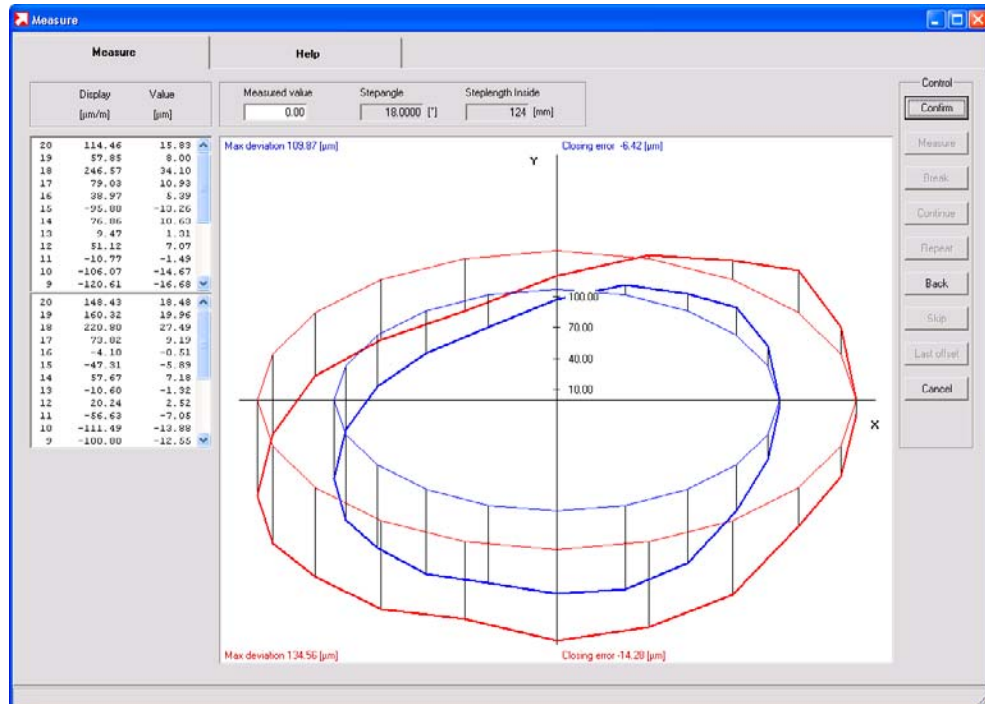 Measure
Measure Help
Display Value
[µm/m] [µm]
Measured value Stepangle Steplength Inside
0.00 18.0000 [°] 124 [mm]
Control
Confirm
Measure
Break
Continue
Repeat
Back
Skip
Last offset
Cancel
20 114.46 15.83
19 57.85 8.00
18 246.57 34.10
17 79.03 10.93
16 38.97 5.39
15 -95.88 -13.26
14 76.86 10.63
13 9.47 1.31
12 51.12 7.07
11 -10.77 -1.49
10 -106.07 -14.67
9 -120.61 -16.68
20 148.43 18.48
19 160.32 19.96
18 220.80 27.49
17 73.82 9.19
16 -4.10 -0.51
15 -47.31 -5.89
14 57.67 7.18
13 -10.60 -1.32
12 20.24 2.52
11 -56.63 -7.05
10 -111.49 -13.88
9 -100.80 -12.55
Max deviation 109.87 [µm] Closing error -6.42 [µm]
Y
100.00
70.00
40.00
10.00
X
Max deviation 134.56 [µm] Closing error -14.28 [µm]